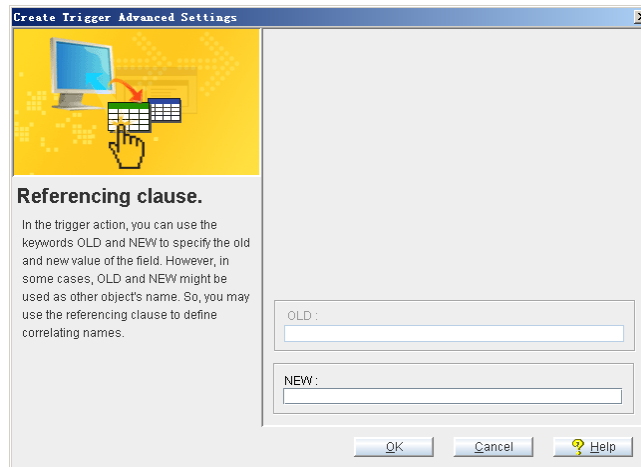 Create Trigger Advanced Settings
Referencing clause.
In the trigger action, you can use the
keywords OLD and NEW to specify the old
and new value of the field. However, in
some cases, OLD and NEW might be
used as other object's name. So, you may
use the referencing clause to define
correlating names.
OLD :
NEW :
OK
Cancel
Help